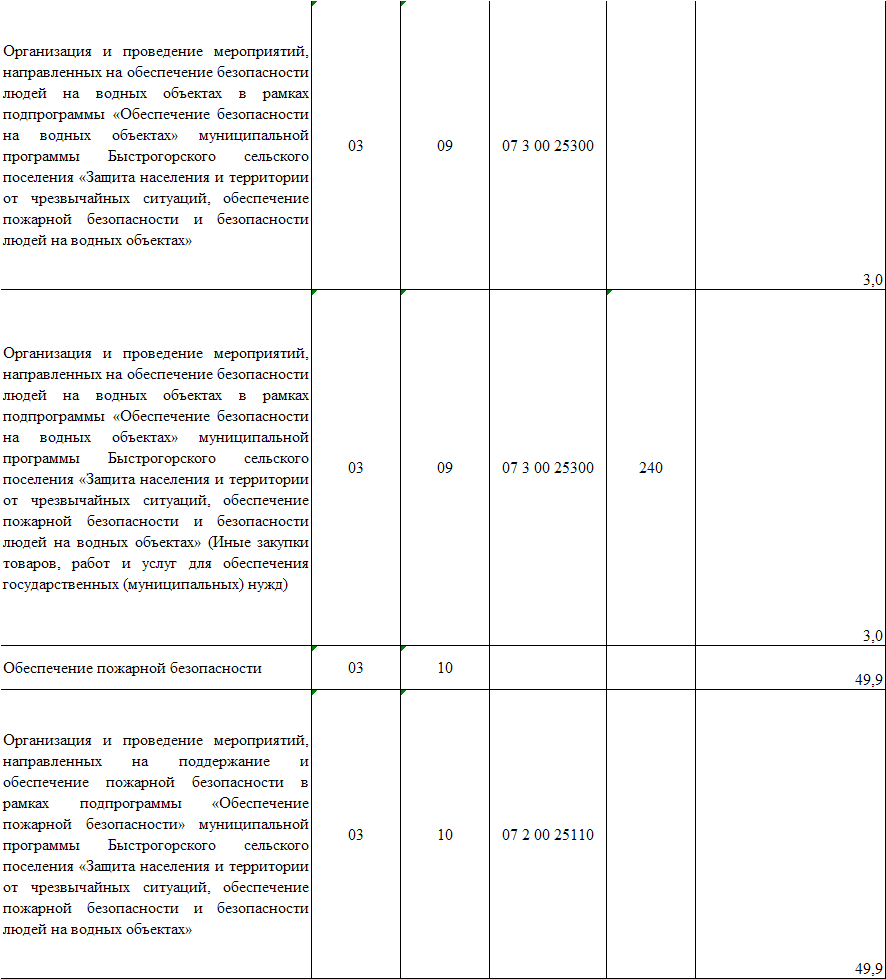 Организация и проведение мероприятий,
направленных на обеспечение безопасности
людей на водных объектах в рамках
подпрограммы «Обеспечение безопасности
на водных объектах» муниципальной
программы Быстрогорского сельского
поселения «Защита населения и территории
от чрезвычайных ситуаций, обеспечение
пожарной безопасности и безопасности
людей на водных объектах»
03
09
07 3 00 25300
3,0
Организация и проведение мероприятий,
направленных на обеспечение безопасности
людей на водных объектах в рамках
подпрограммы «Обеспечение безопасности
на водных объектах» муниципальной
программы Быстрогорского сельского
поселения «Защита населения и территории
от чрезвычайных ситуаций, обеспечение
пожарной безопасности и безопасности
людей на водных объектах» (Иные закупки
товаров, работ и услуг для обеспечения
государственных (муниципальных) нужд)
03
09
07 3 00 25300
240
3,0
Обеспечение пожарной безопасности
03
10
49,9
Организация и проведение мероприятий,
направленных на поддержание и
обеспечение пожарной безопасности в
рамках подпрограммы «Обеспечение
пожарной безопасности» муниципальной
программы Быстрогорского сельского
поселения «Защита населения и территории
от чрезвычайных ситуаций, обеспечение
пожарной безопасности и безопасности
людей на водных объектах»
03
10
07 2 00 25110
49,9